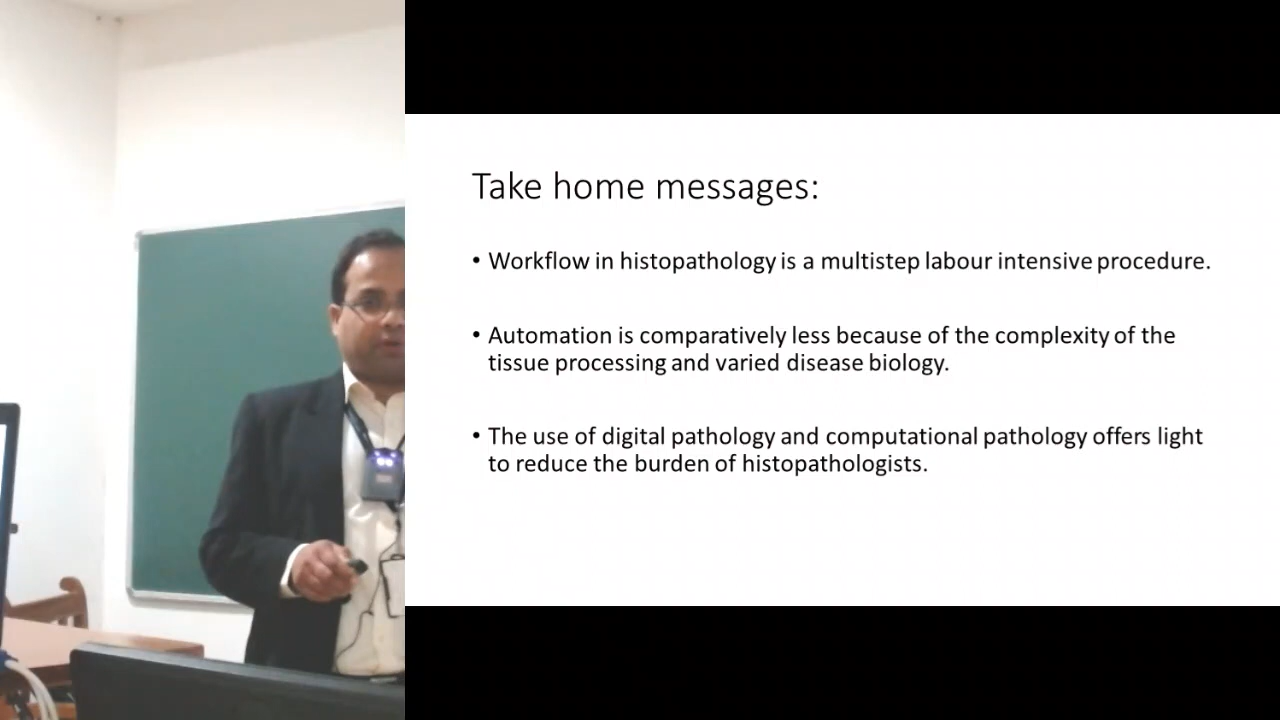 Take home messages:
• Workflow in histopathology is a multistep labour intensive procedure.
• Automation is comparatively less because of the complexity of the
tissue processing and varied disease biology.
• The use of digital pathology and computational pathology offers light
to reduce the burden of histopathologists.